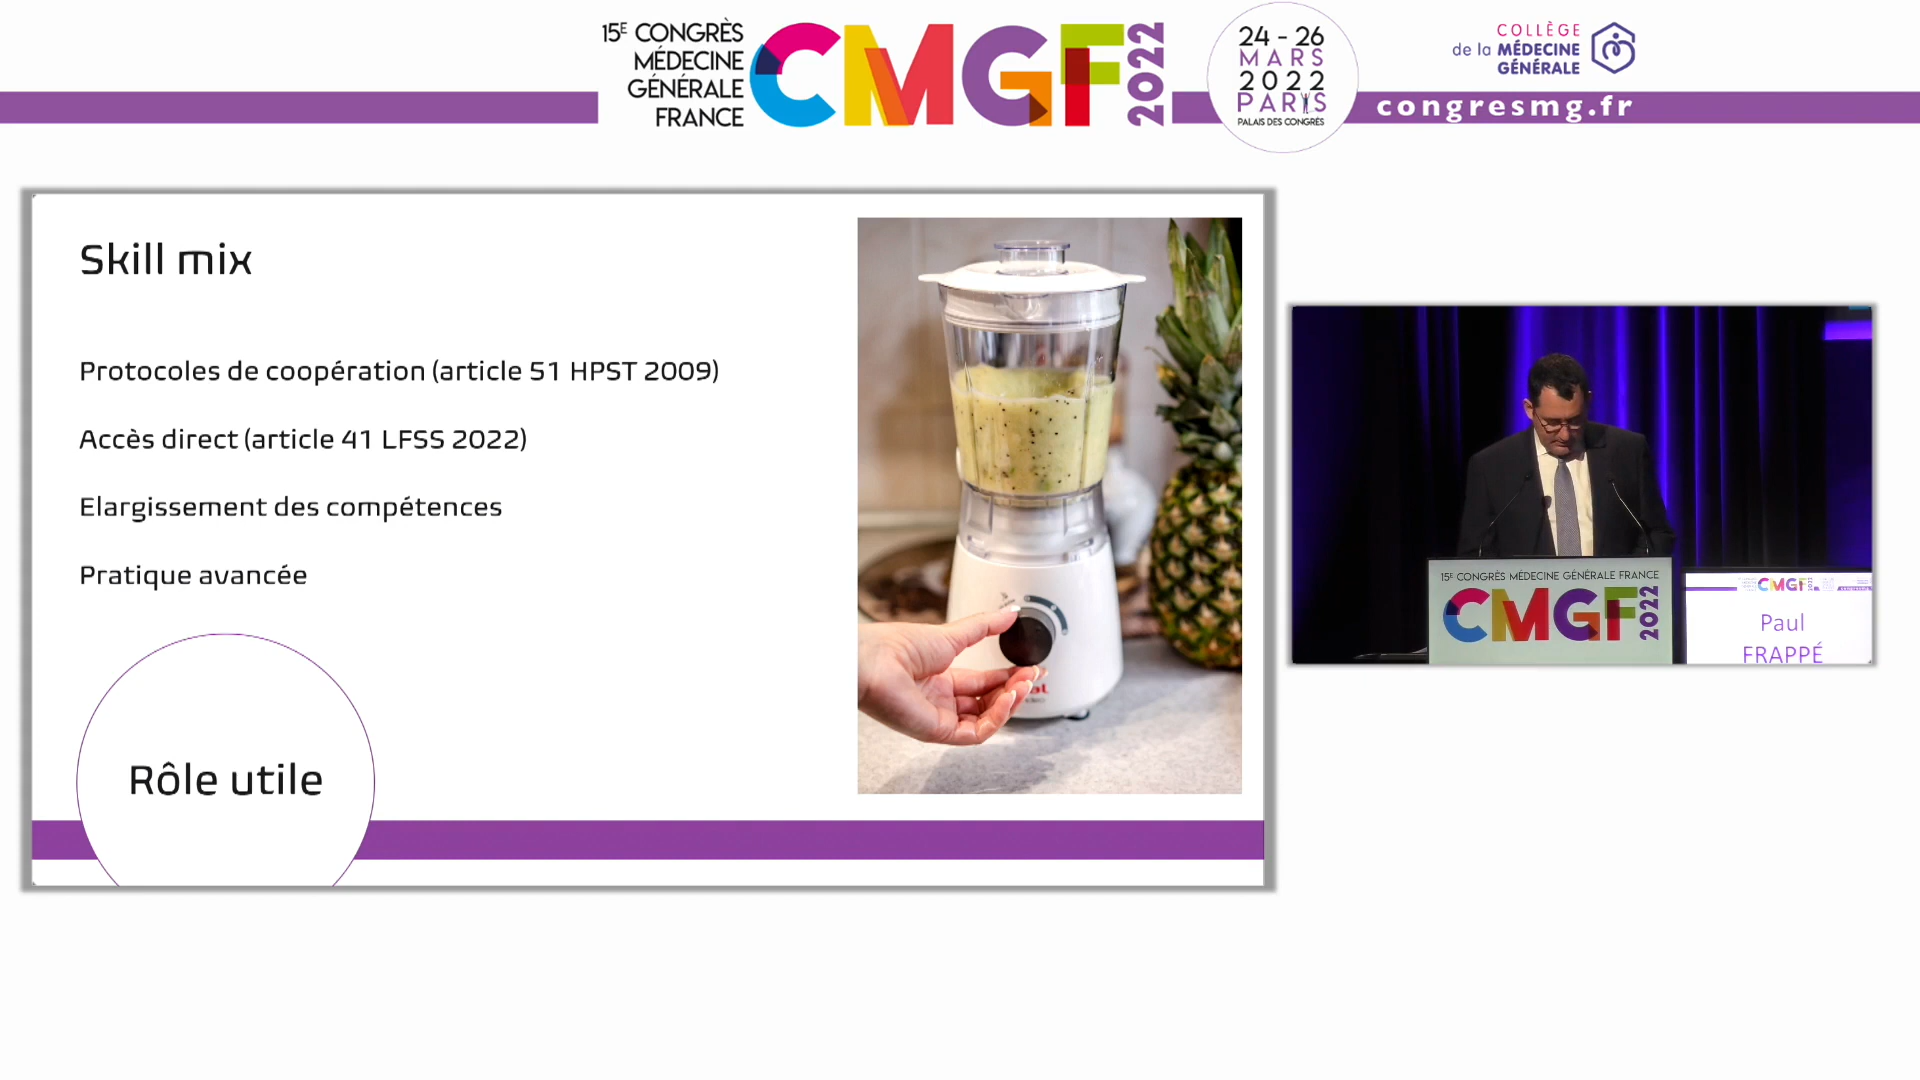 15E CONGRÈS
MÉDECINE
GÉNÉRALE
FRANCE
CMGF
2022
24 - 26
MARS
2022
PARIS
PALAIS DES CONGRÈS
COLLÈGE
de la MÉDECINE
GÉNÉRALE
congresmg.fr
Skill mix
Protocoles de coopération (article 51 HPST 2009)
Accès direct (article 41 LFSS 2022)
Elargissement des compétences
Pratique avancée
Rôle utile
15E CONGRÈS MÉDECINE GÉNÉRALE FRANCE
CMGF
2022
CMGF
Paul
FRAPPÉ